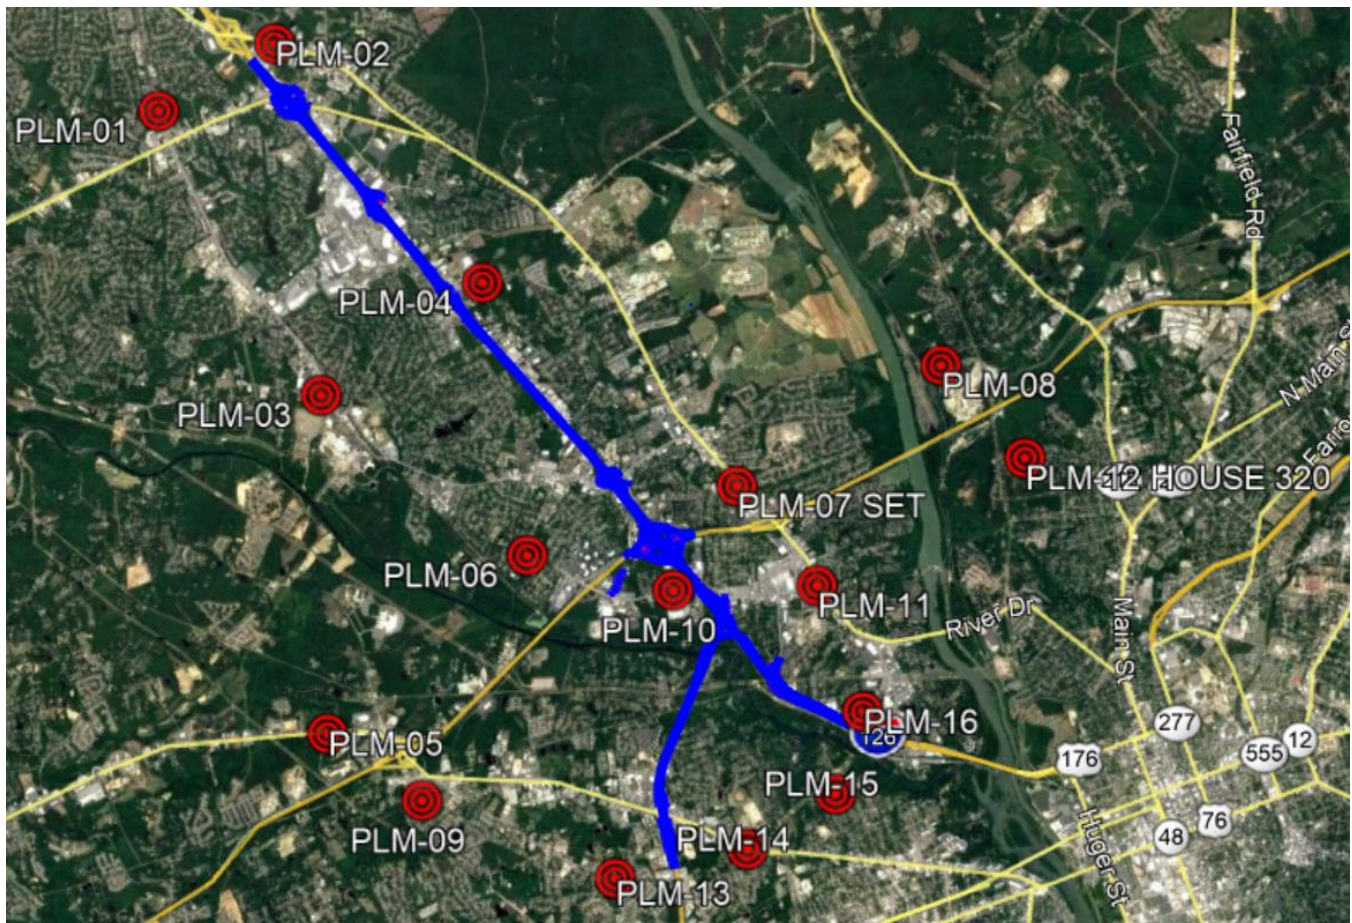 PLM-02
PLM-01
Fairfield Rd
PLM-04
PLM-08
N Main S
PLM-03
Farro
PLM-12 HOUSE 320
PLM-07 SET
PLM-06
PLM-11
PLM-10
River Dr
Main St
PLM-16
126
277
PLM-05
176
555
12
PLM-15
76
PLM-09
PLM-14
48
Huger St
PLM-13